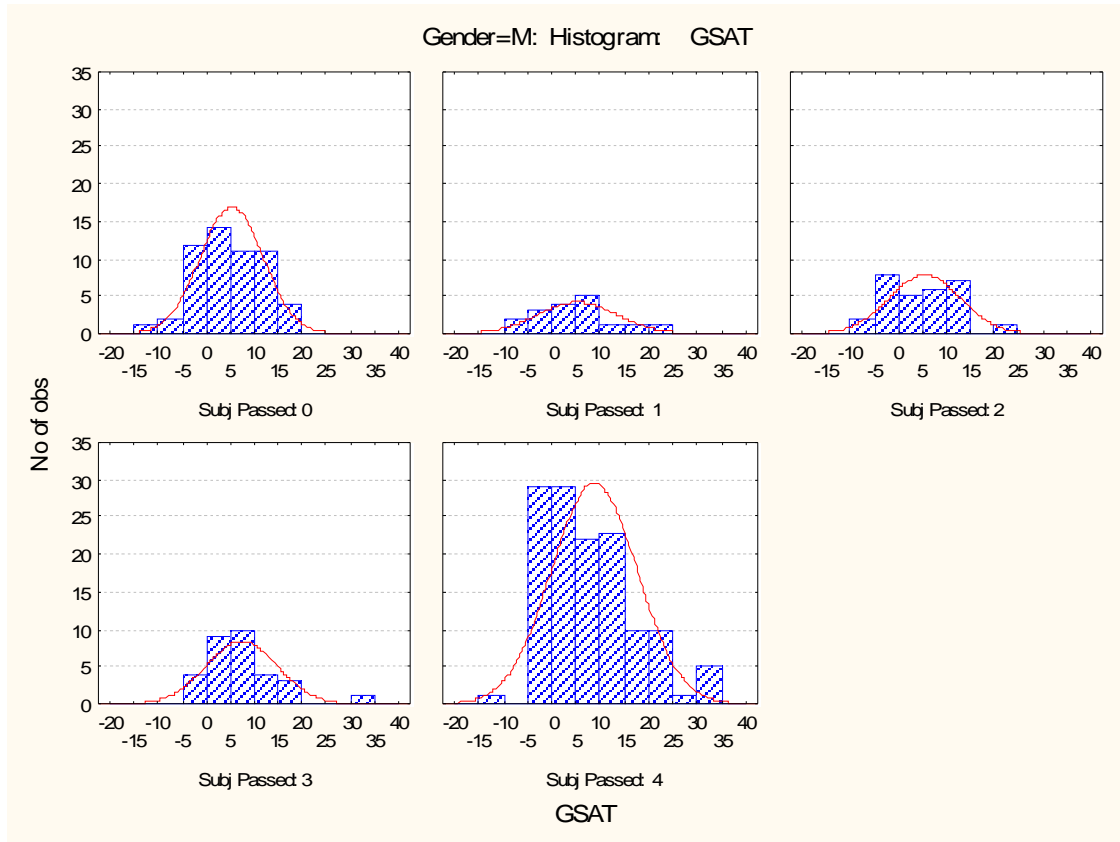 Gender=M: Histogram: GSAT
No of obs
35
30
25
20
15
10
5
0
-20 -10 0 10 20 30 40
-15 -5 5 15 25 35
Subj Passed: 0
-20 -10 0 10 20 30 40
-15 -5 5 15 25 35
Subj Passed: 1
-20 -10 0 10 20 30 40
-15 -5 5 15 25 35
Subj Passed: 2
35
30
25
20
15
10
5
0
-20 -10 0 10 20 30 40
-15 -5 5 15 25 35
Subj Passed: 3
-20 -10 0 10 20 30 40
-15 -5 5 15 25 35
Subj Passed: 4
GSAT